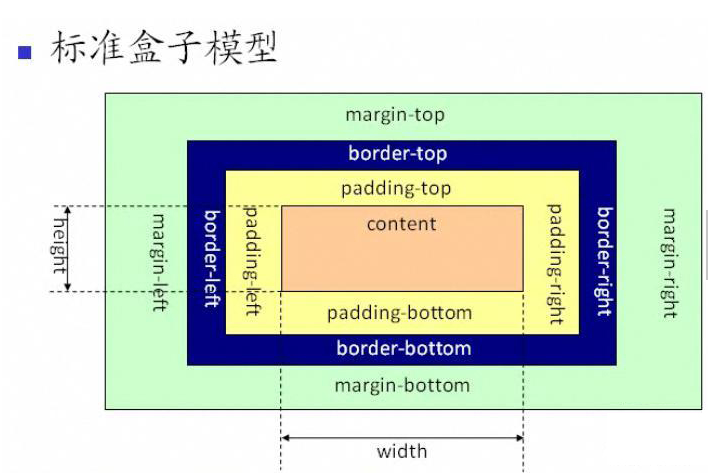 标准盒子模型
margin-top
border-top
padding-top
content
height
margin-left
border-left
padding-left
padding-right
border-right
margin-right
padding-bottom
border-bottom
margin-bottom
width